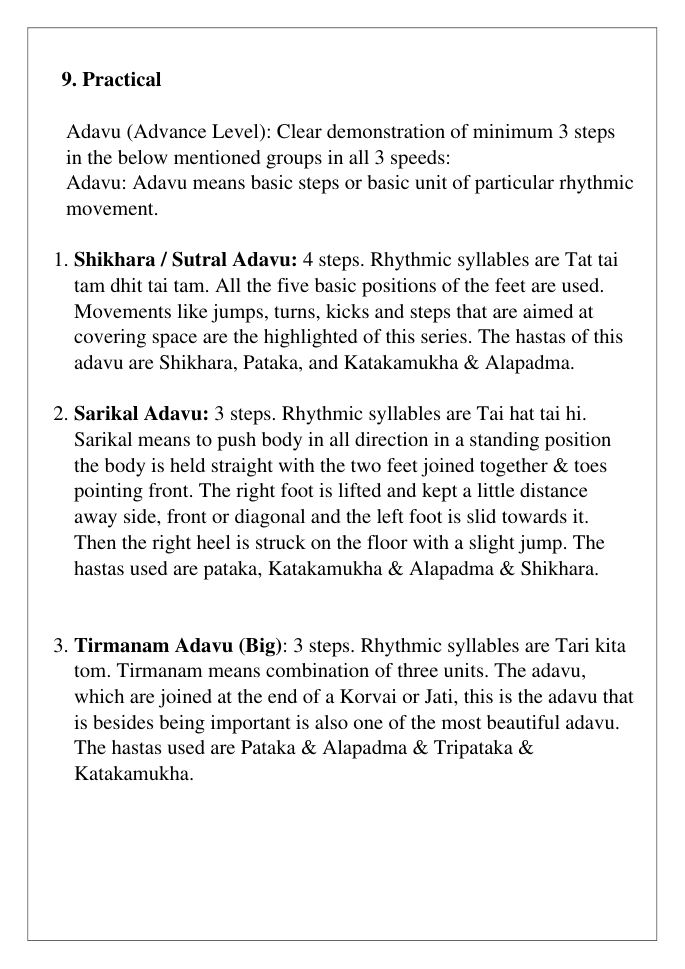 9. Practical
Adavu (Advance Level): Clear demonstration of minimum 3 steps
in the below mentioned groups in all 3 speeds:
Adavu: Adavu means basic steps or basic unit of particular rhythmic
movement.
1. Shikhara / Sutral Adavu: 4 steps. Rhythmic syllables are Tat tai
tam dhit tai tam. All the five basic positions of the feet are used.
Movements like jumps, turns, kicks and steps that are aimed at
covering space are the highlighted of this series. The hastas of this
adavu are Shikhara, Pataka, and Katakamukha & Alapadma.
2. Sarikal Adavu: 3 steps. Rhythmic syllables are Tai hat tai hi.
Sarikal means to push body in all direction in a standing position
the body is held straight with the two feet joined together & toes
pointing front. The right foot is lifted and kept a little distance
away side, front or diagonal and the left foot is slid towards it.
Then the right heel is struck on the floor with a slight jump. The
hastas used are pataka, Katakamukha & Alapadma & Shikhara.
3. Tirmanam Adavu (Big): 3 steps. Rhythmic syllables are Tari kita
tom. Tirmanam means combination of three units. The adavu,
which are joined at the end of a Korvai or Jati, this is the adavu that
is besides being important is also one of the most beautiful adavu.
The hastas used are Pataka & Alapadma & Tripataka &
Katakamukha.